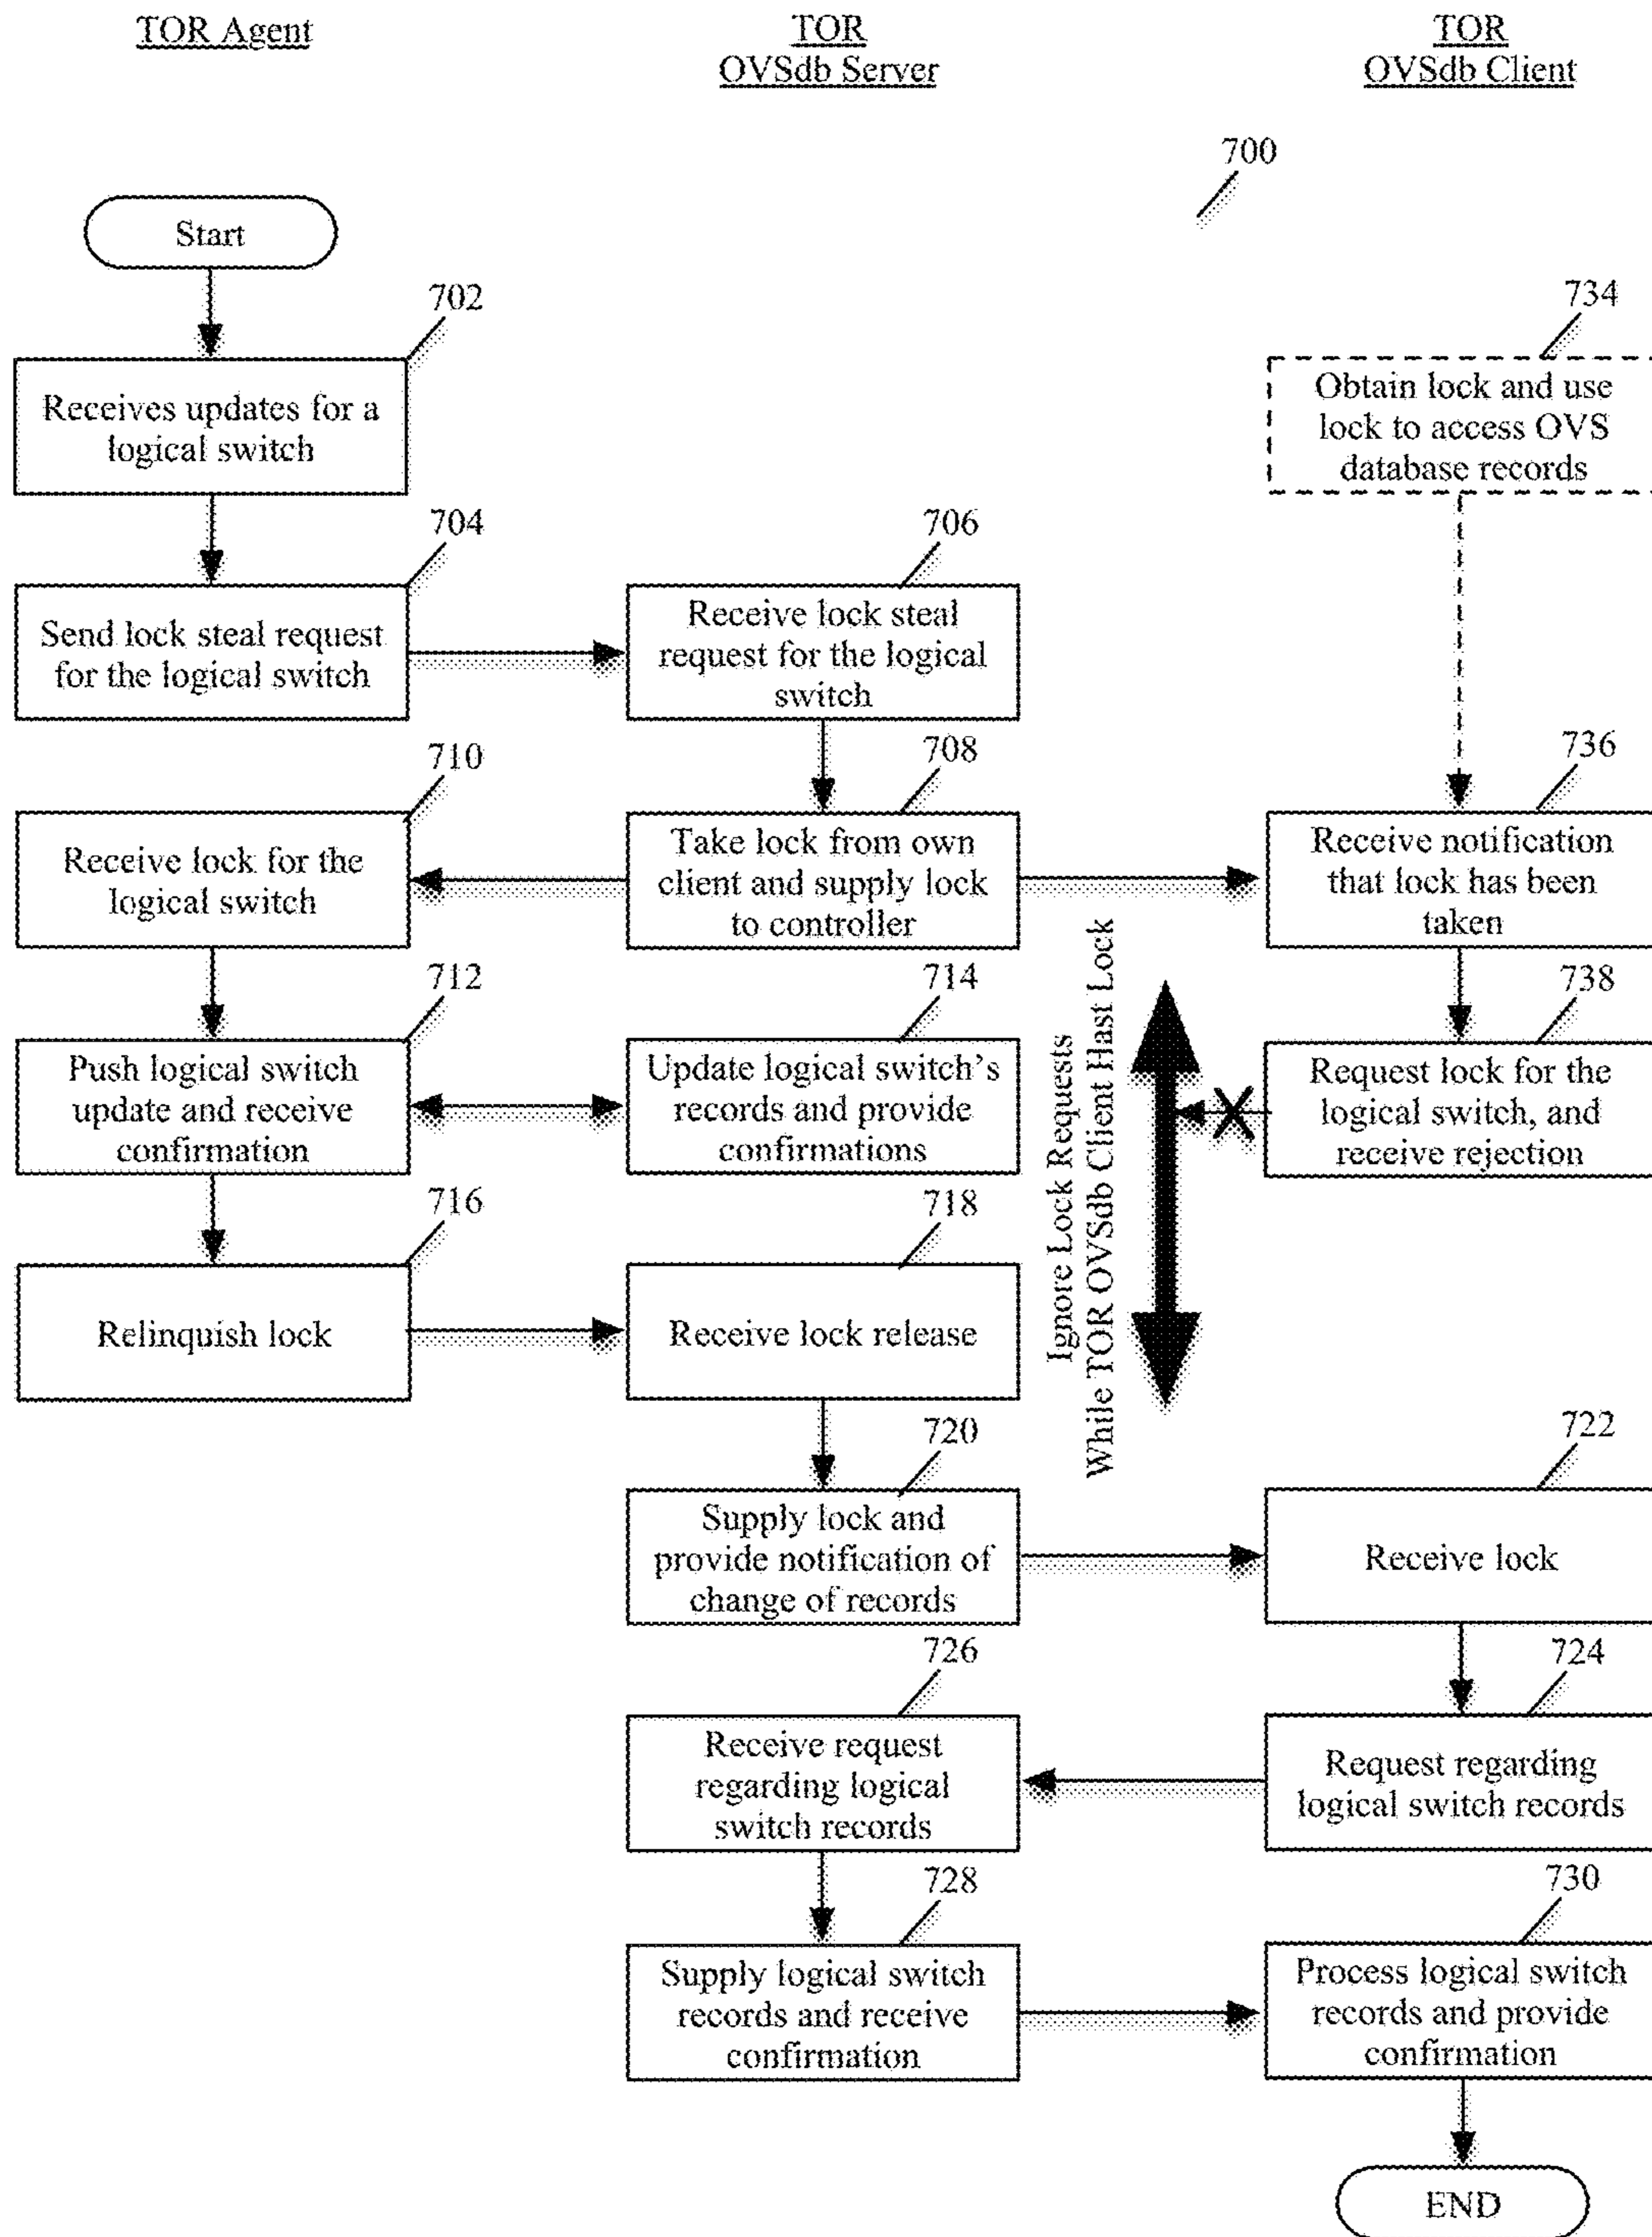 TOR Agent
TOR
OVSdb Server
TOR
OVSdb Client
700
Start
702
734
Receives updates for a
logical switch
Obtain lock and use
lock to access OVS
database records
704
706
Send lock steal request
for the logical switch
Receive lock steal
request for the logical
switch
710
708
736
Receive lock for the
logical switch
Take lock from own
client and supply lock
to controller
Receive notification
that lock has been
taken
712
714
738
Push logical switch
update and receive
confirmation
Update logical switch's
records and provide
confirmations
Ignore Lock Requests
While TOR OVSdb Client Hast Lock
Request lock for the
logical switch, and
receive rejection
X
716
718
Relinquish lock
Receive lock release
720
722
Supply lock and
provide notification of
change of records
Receive lock
726
724
Receive request
regarding logical
switch records
Request regarding
logical switch records
728
730
Supply logical switch
records and receive
confirmation
Process logical switch
records and provide
confirmation
END